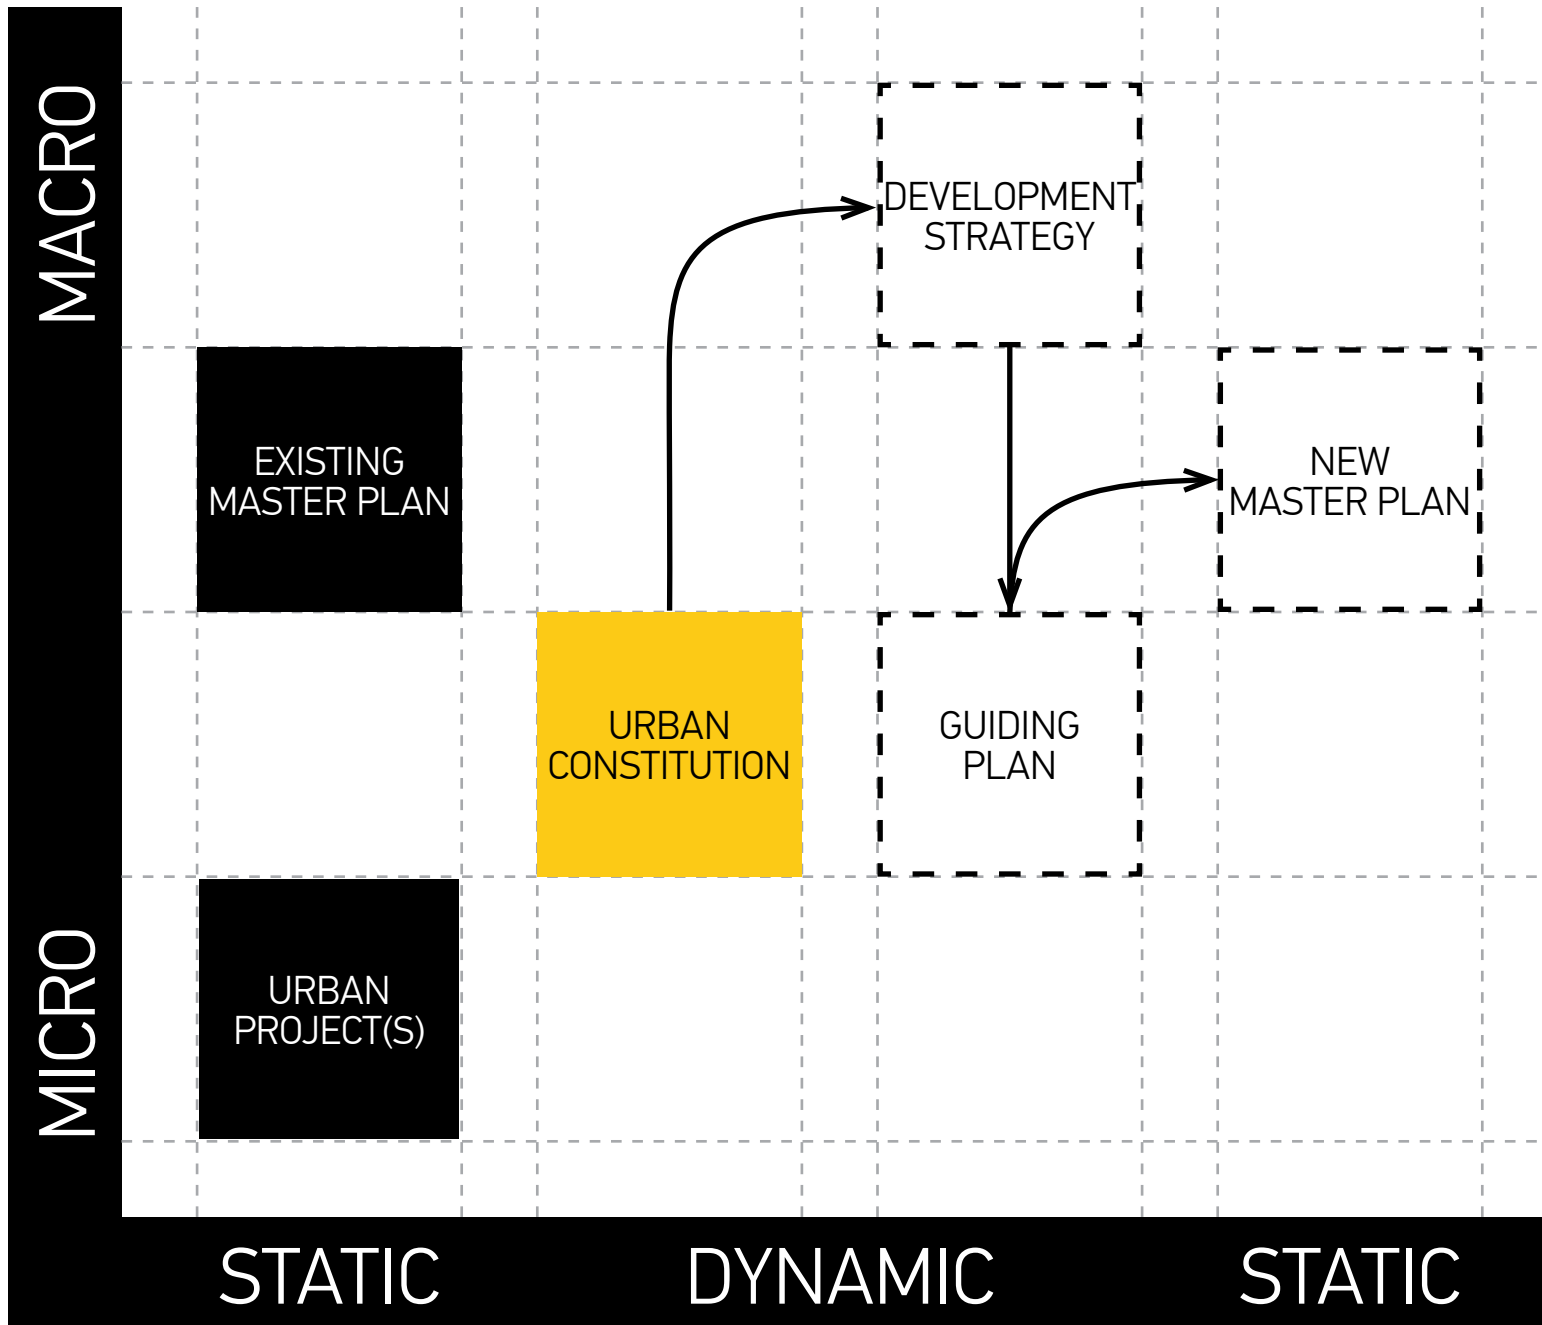 MACRO
DEVELOPMENT
STRATEGY
EXISTING
MASTER PLAN
NEW
MASTER PLAN
URBAN
CONSTITUTION
GUIDING
PLAN
MICRO
URBAN
PROJECT(S)
STATIC
DYNAMIC
STATIC